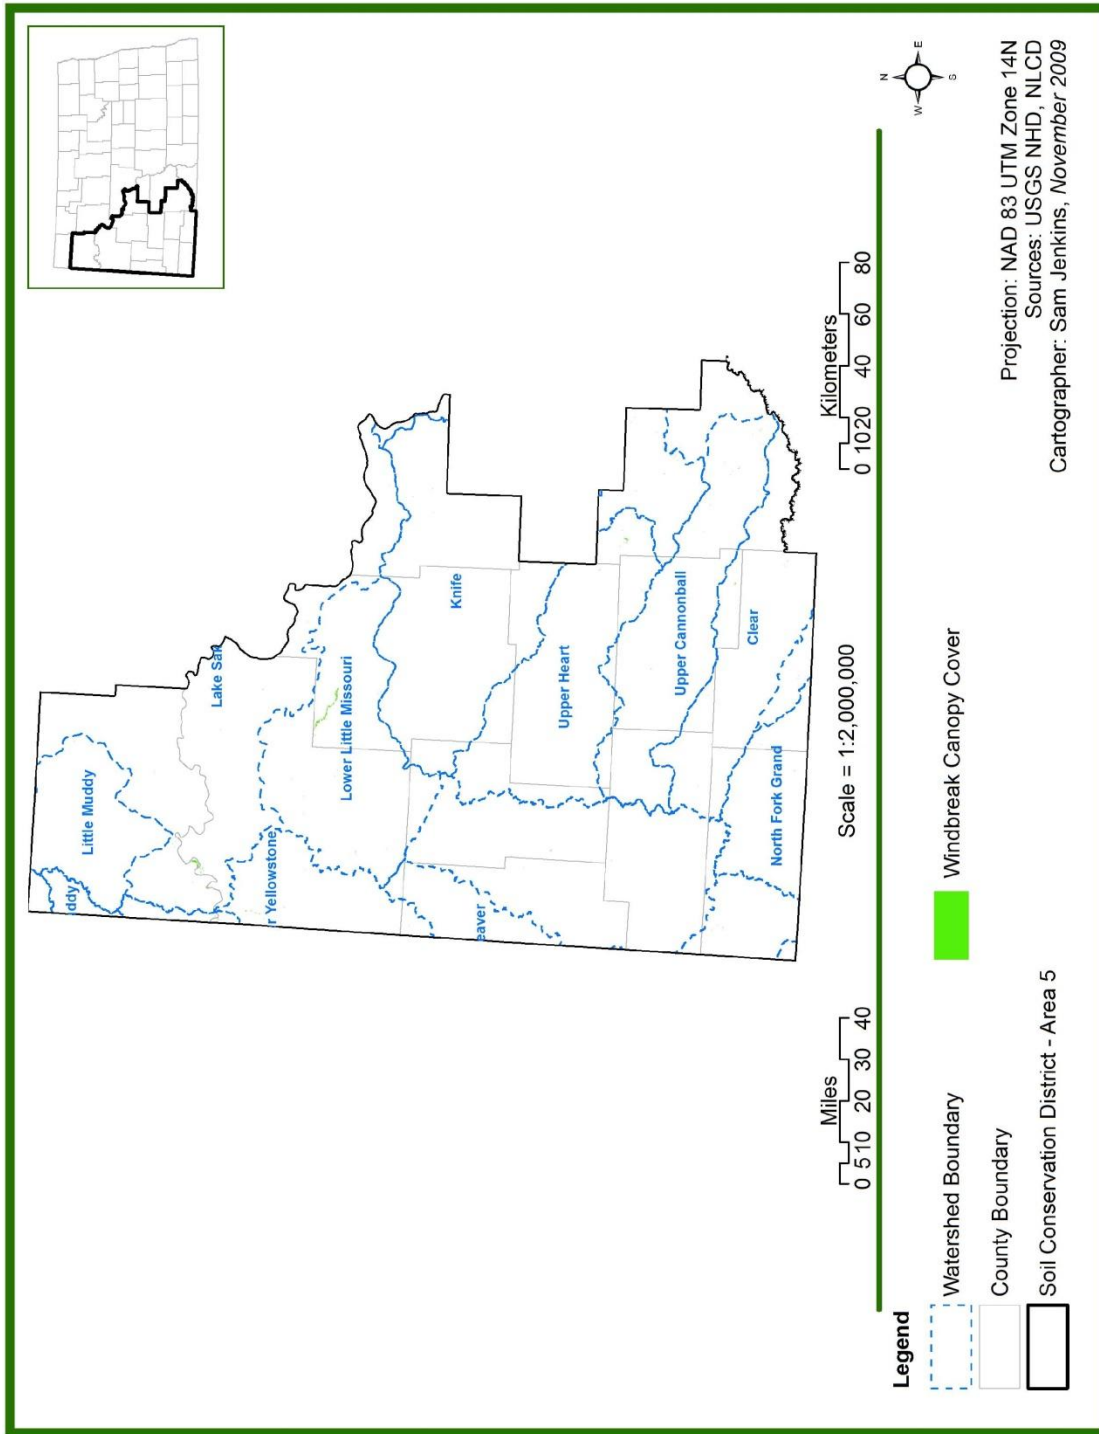 Little Muddy
ddy
Lake Sak
r Yellowstone
Lower Little Missouri
Knife
eaver
Upper Heart
Upper Cannonball
Clear
North Fork Grand
Miles
0 5 10 20 30 40
Scale = 1:2,000,000
Kilometers
0 10 20 40 60 80
N
W
E
S
Legend
Watershed Boundary
County Boundary
Soil Conservation District - Area 5
Windbreak Canopy Cover
Projection: NAD 83 UTM Zone 14N
Sources: USGS NHD, NLCD
Cartographer: Sam Jenkins, November 2009